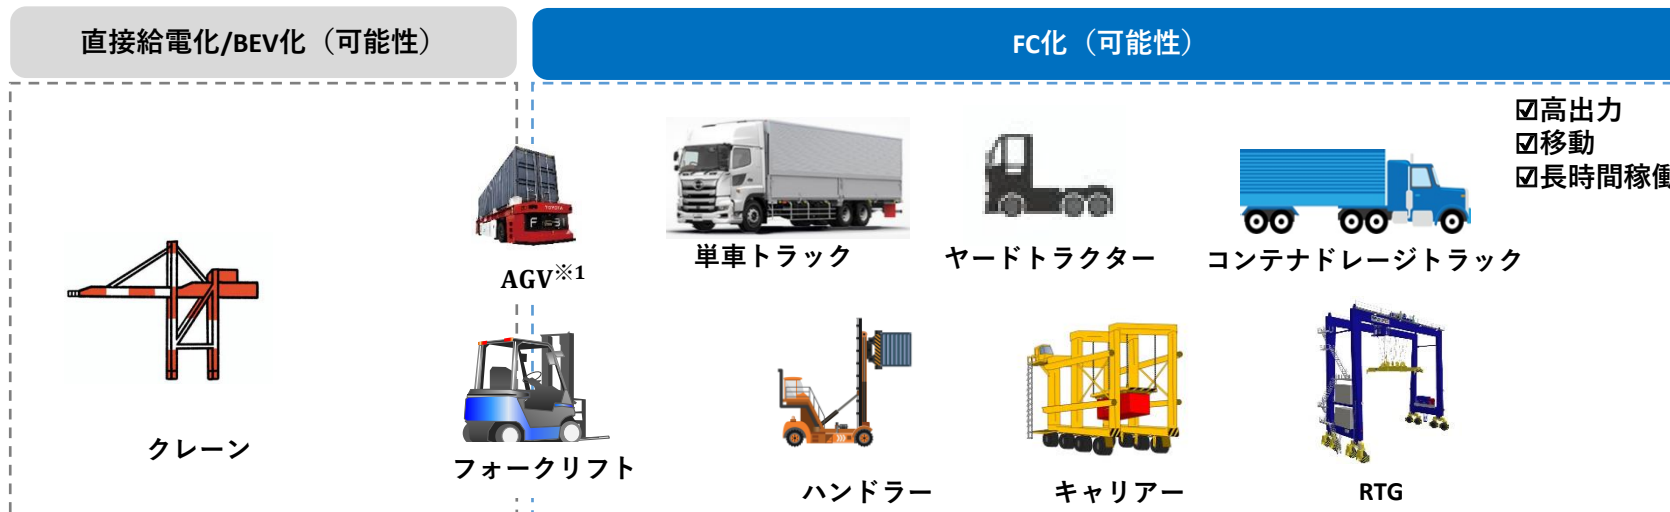 直接給電化/BEV化（可能性）
FC化（可能性）
☑高出力
☑移動
☑長時間稼働
TOYOTA
単車トラック
ヤードトラクター
コンテナドレージトラック
AGV※1
クレーン
フォークリフト
ハンドラー
キャリアー
RTG